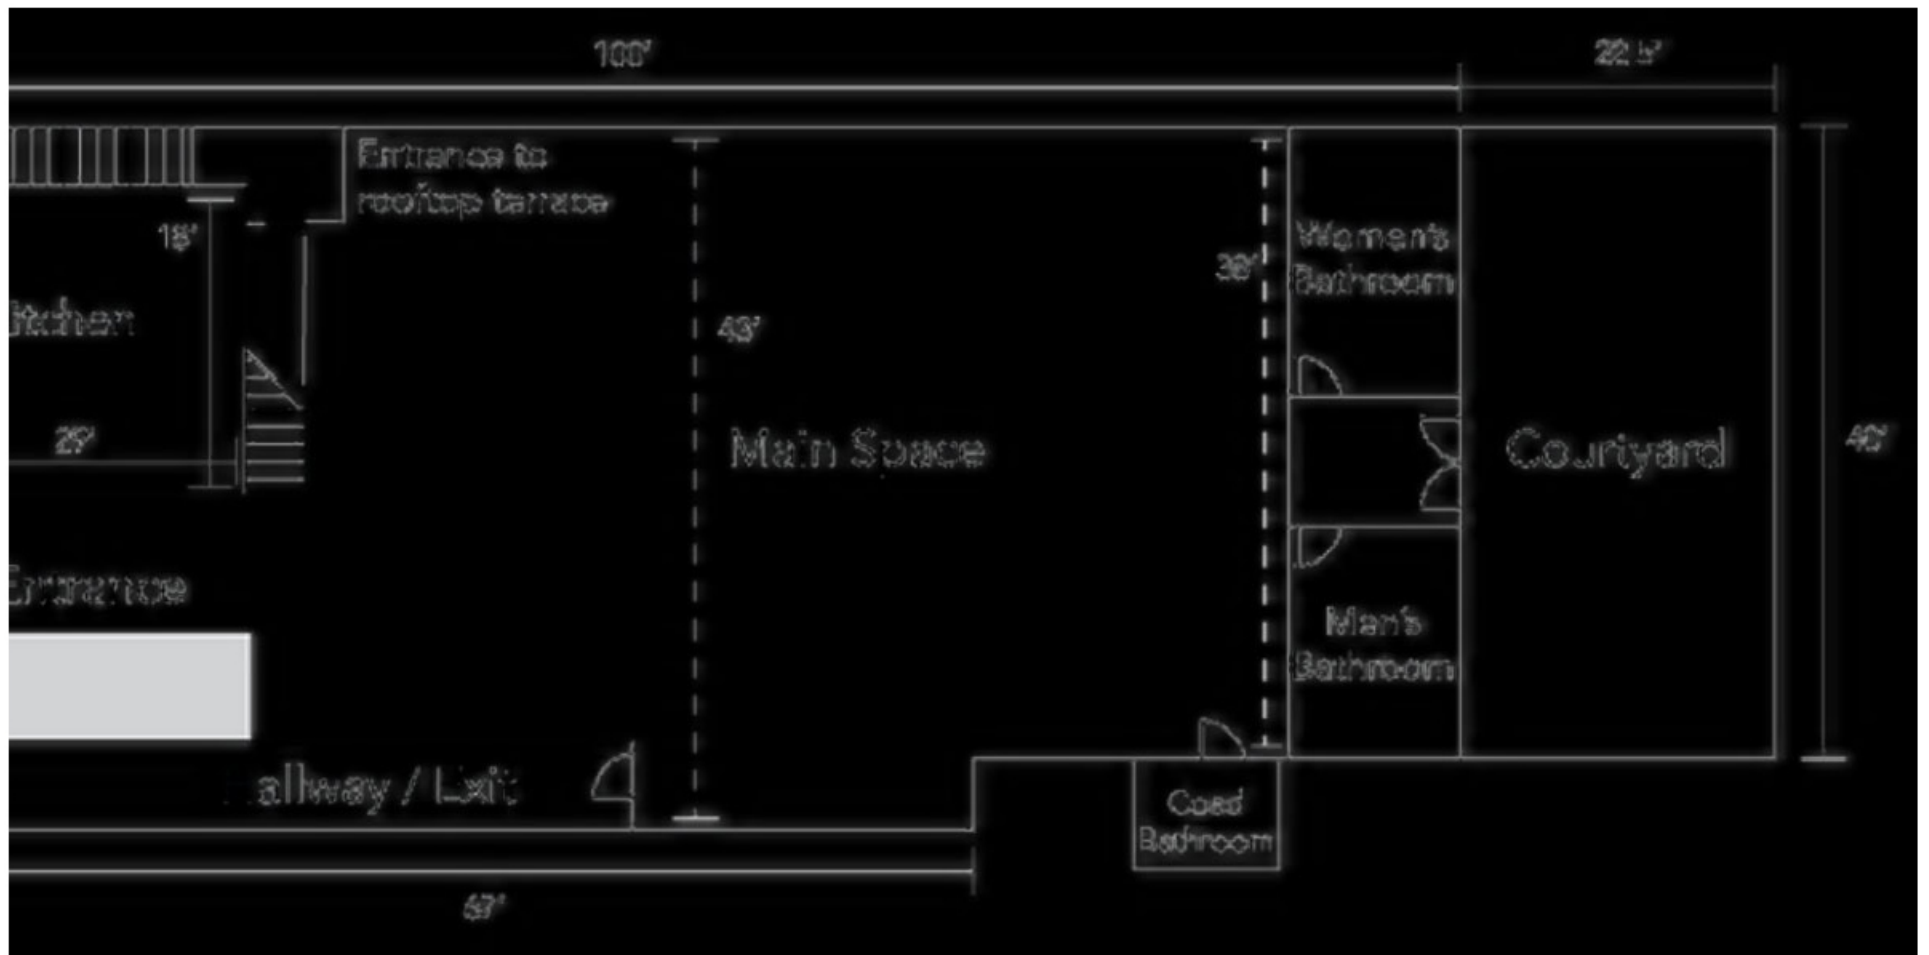 100'
22.5'
Entrance to
rooftop terrace
18'
Women's
Bathroom
38'
itchen
43'
29'
Main Space
Courtyard
40'
Entrance
Men's
Bathroom
allway / Exit
Coed
Bathroom
67'